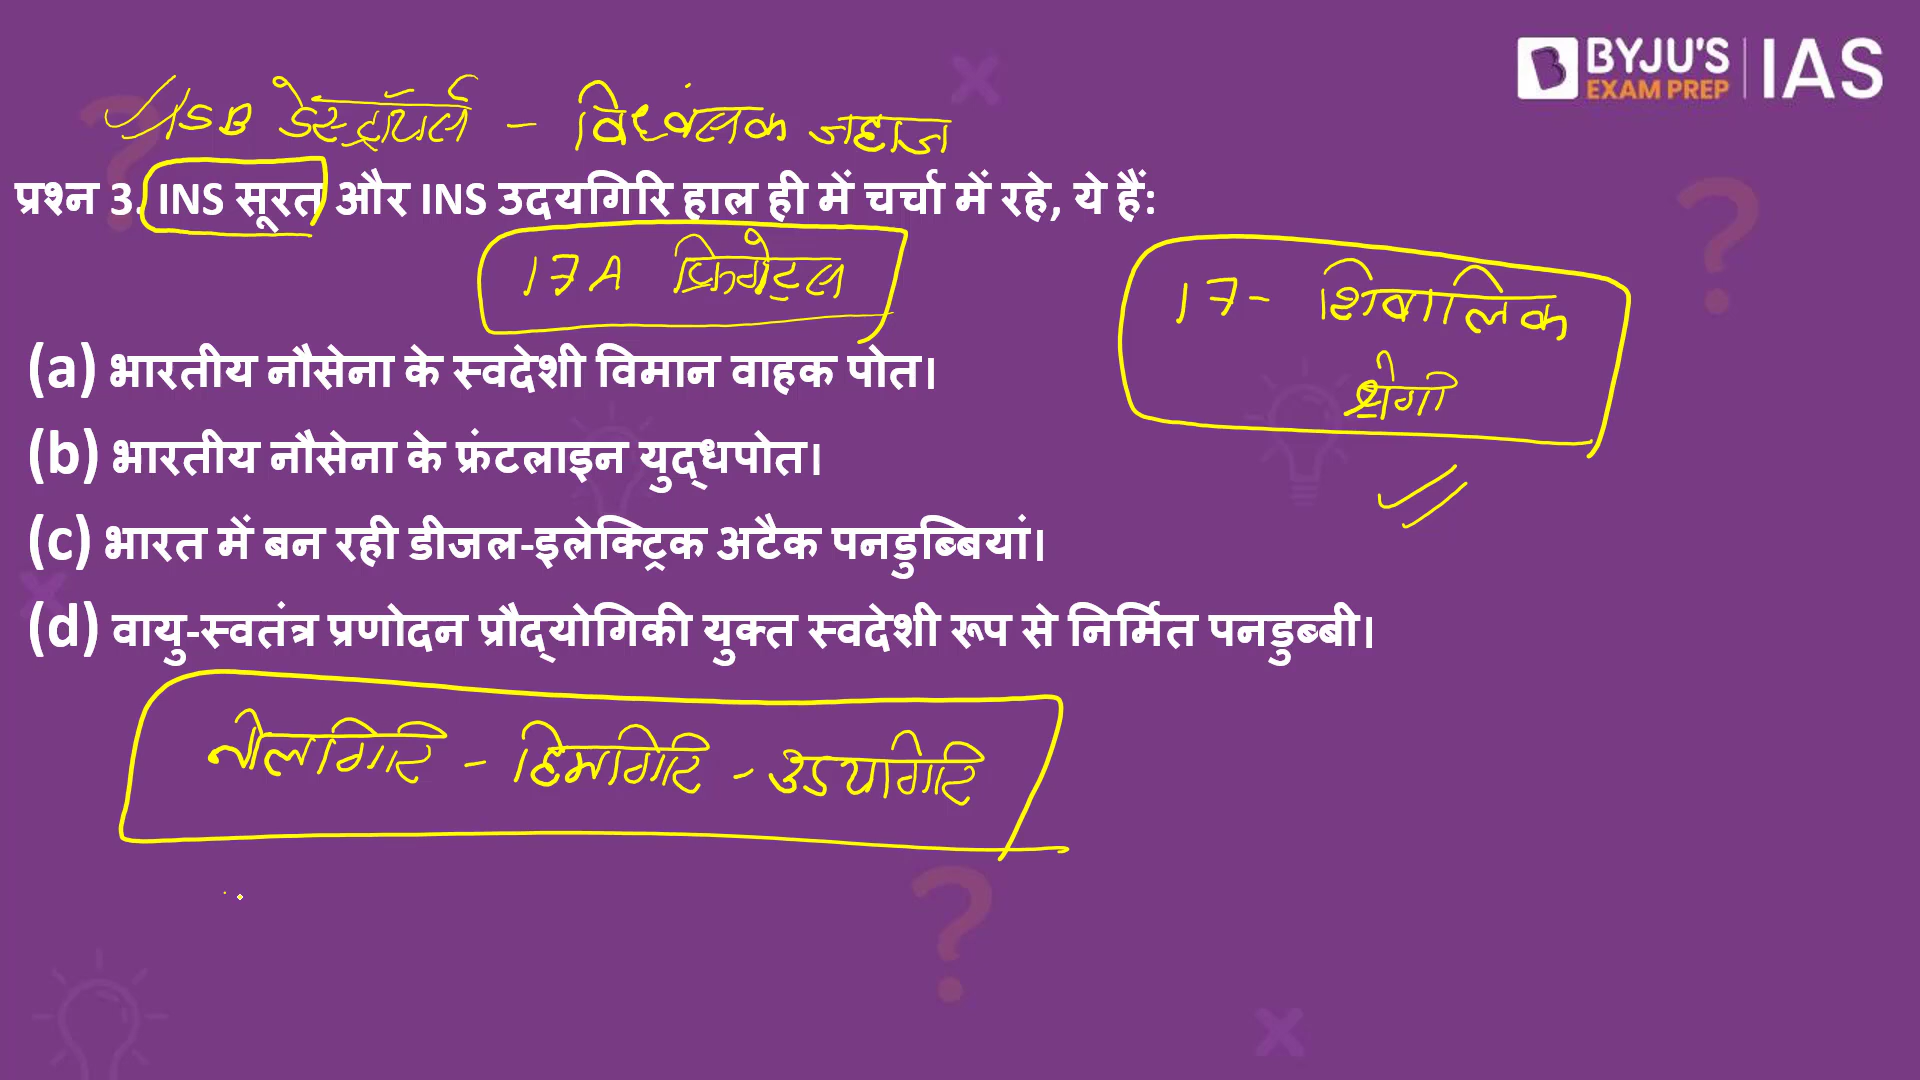 BYJU'S IAS
EXAM PREP
15B डेस्ट्रॉयर्स - विध्वंसक जहाज
प्रश्न 3. INS सूरत और INS उदयगिरि हाल ही में चर्चा में रहे, ये हैं:
17A फ्रिगेट्स
17- शिवालिक
श्रेणी
(a) भारतीय नौसेना के स्वदेशी विमान वाहक पोत।
(b) भारतीय नौसेना के फ्रंटलाइन युद्धपोत।
(c) भारत में बन रही डीजल-इलेक्ट्रिक अटैक पनडुब्बियां।
(d) वायु-स्वतंत्र प्रणोदन प्रौद्योगिकी युक्त स्वदेशी रूप से निर्मित पनडुब्बी।
नीलगिरि - हिमगिरि - उदयगिरि